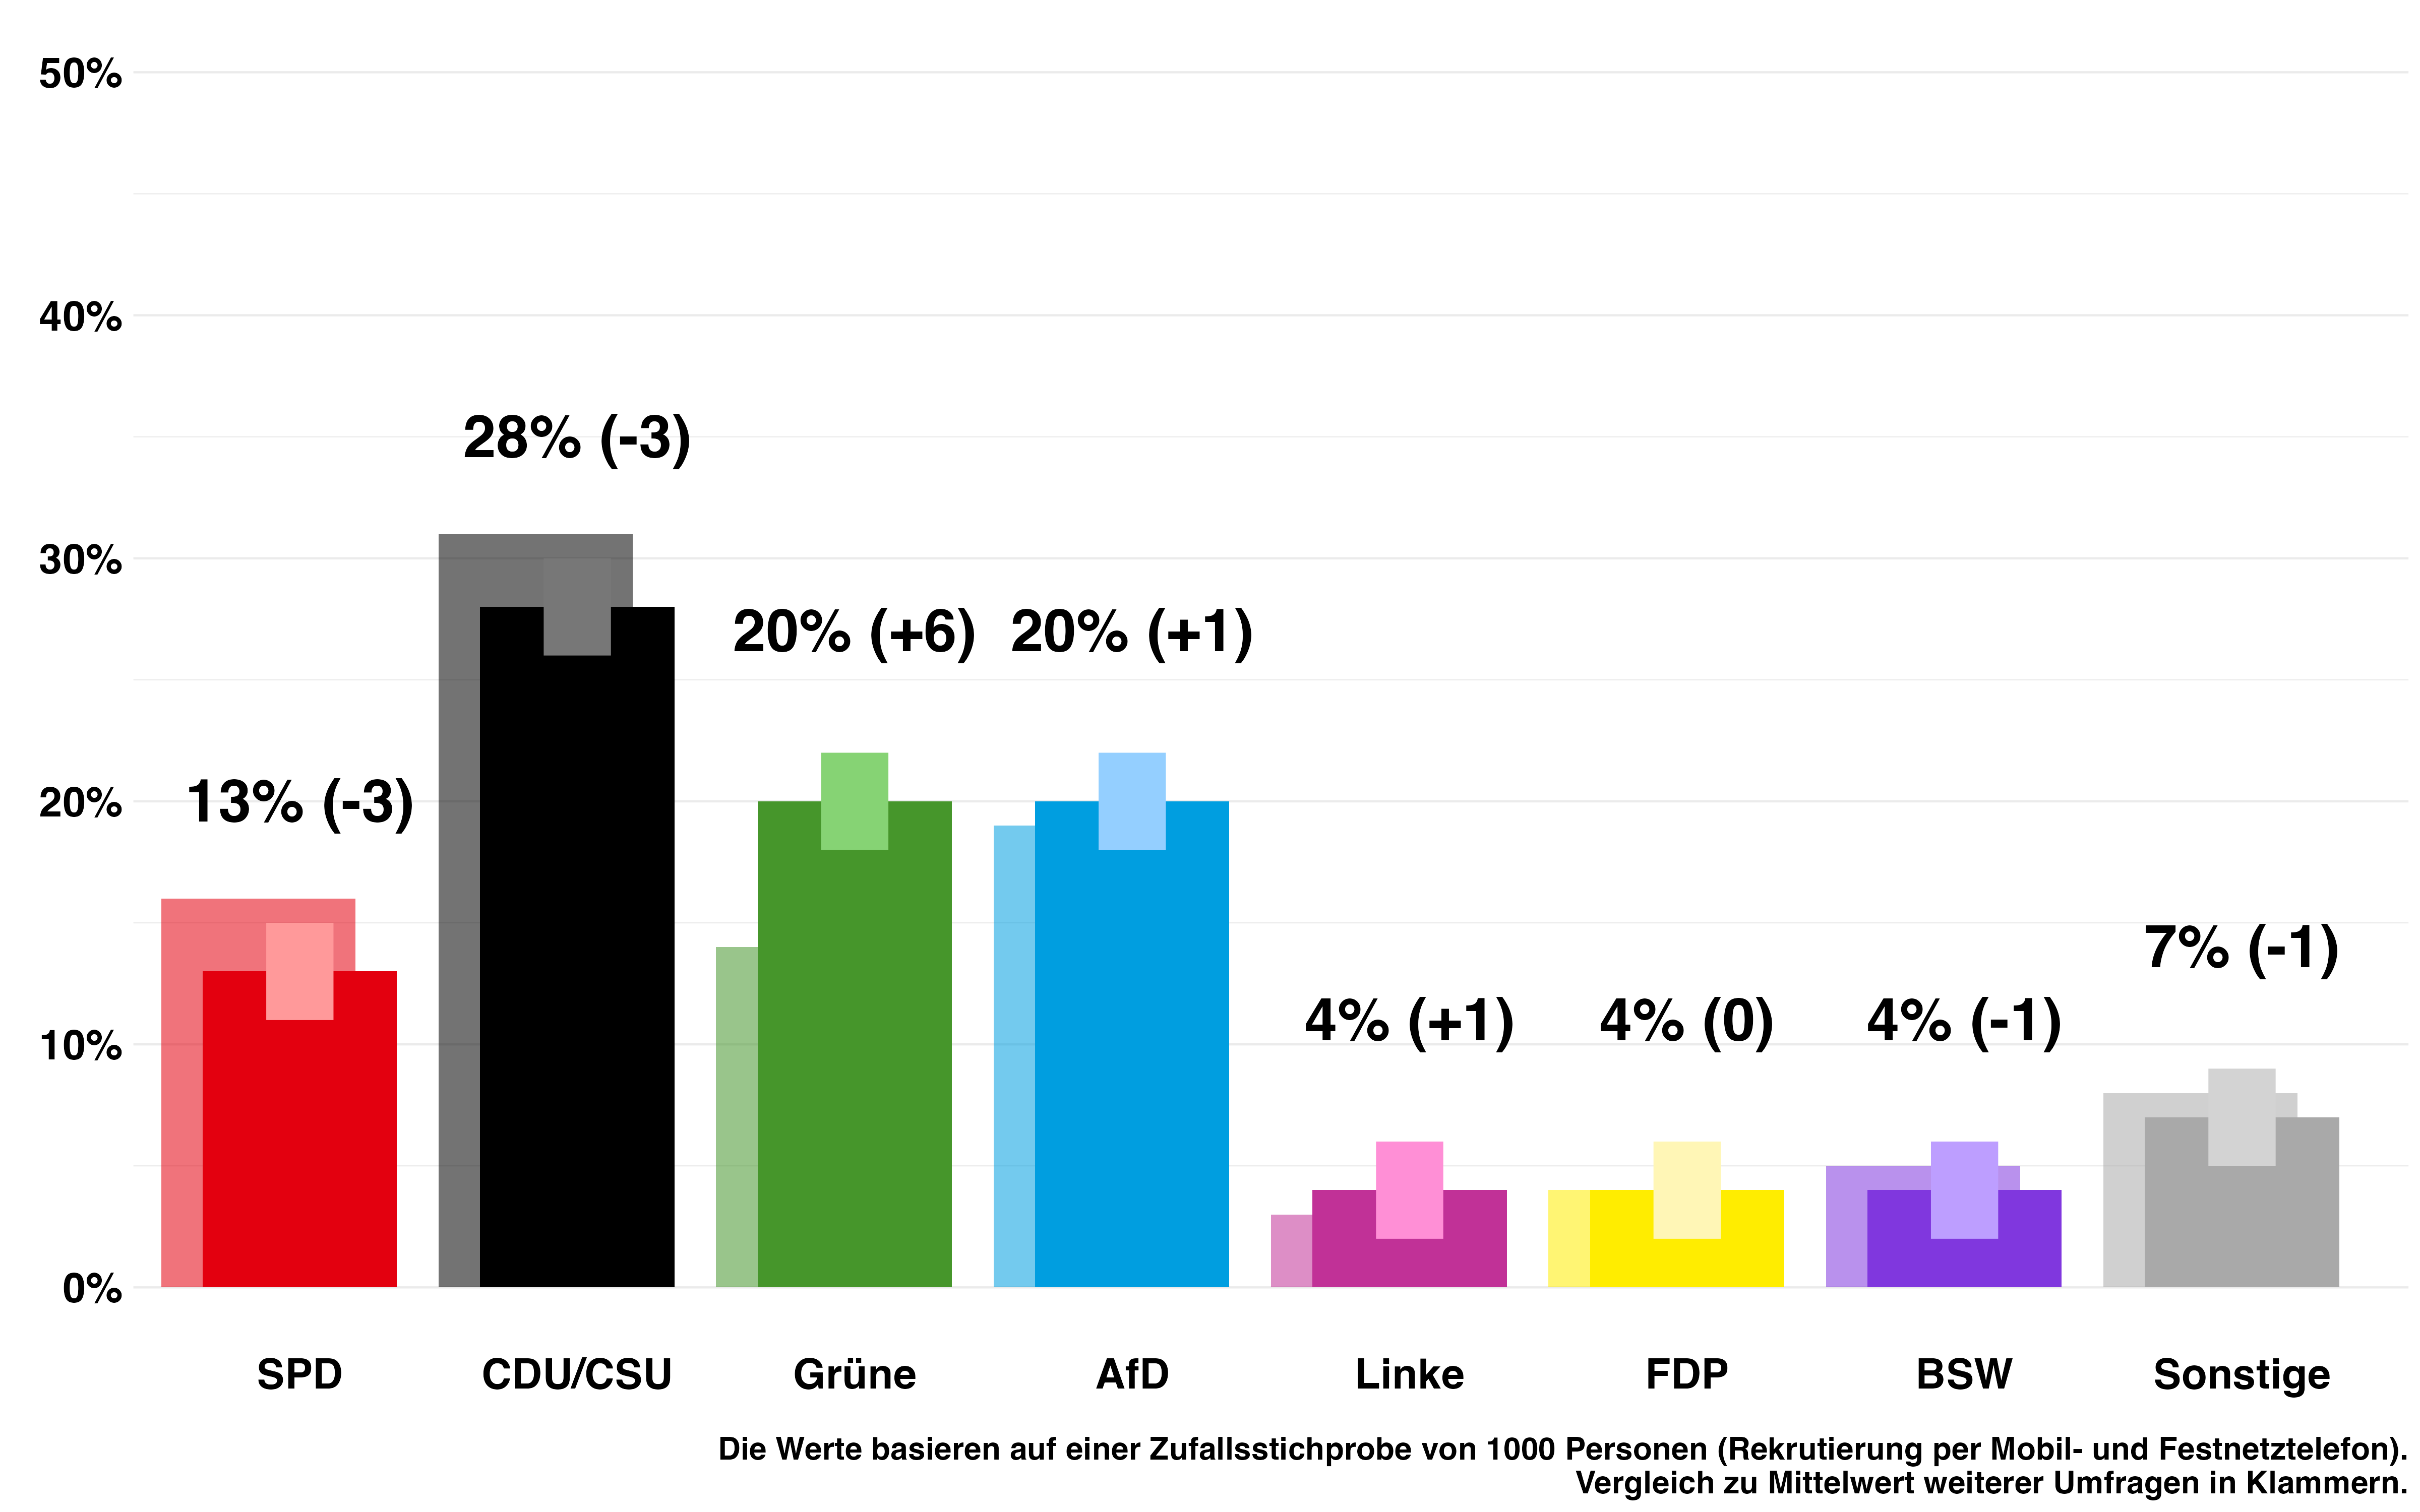 50%
40%
30%
20%
10%
0%
13% (-3)
28% (-3)
20% (+6)
20% (+1)
4% (+1)
4% (0)
4% (-1)
7% (-1)
SPD
CDU/CSU
Grüne
AfD
Linke
FDP
BSW
Sonstige
Die Werte basieren auf einer Zufallsstichprobe von 1000 Personen (Rekrutierung per Mobil- und Festnetztelefon).
Vergleich zu Mittelwert weiterer Umfragen in Klammern.